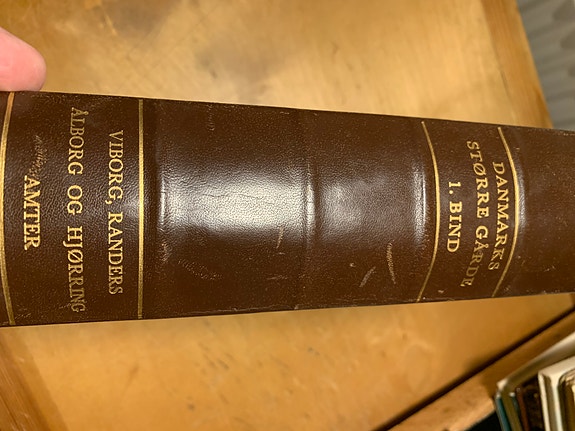 DANMARKS
STØRRE GÅRDE
1. BIND
VIBORG, RANDERS
ÅLBORG OG HJØRRING
AMTER